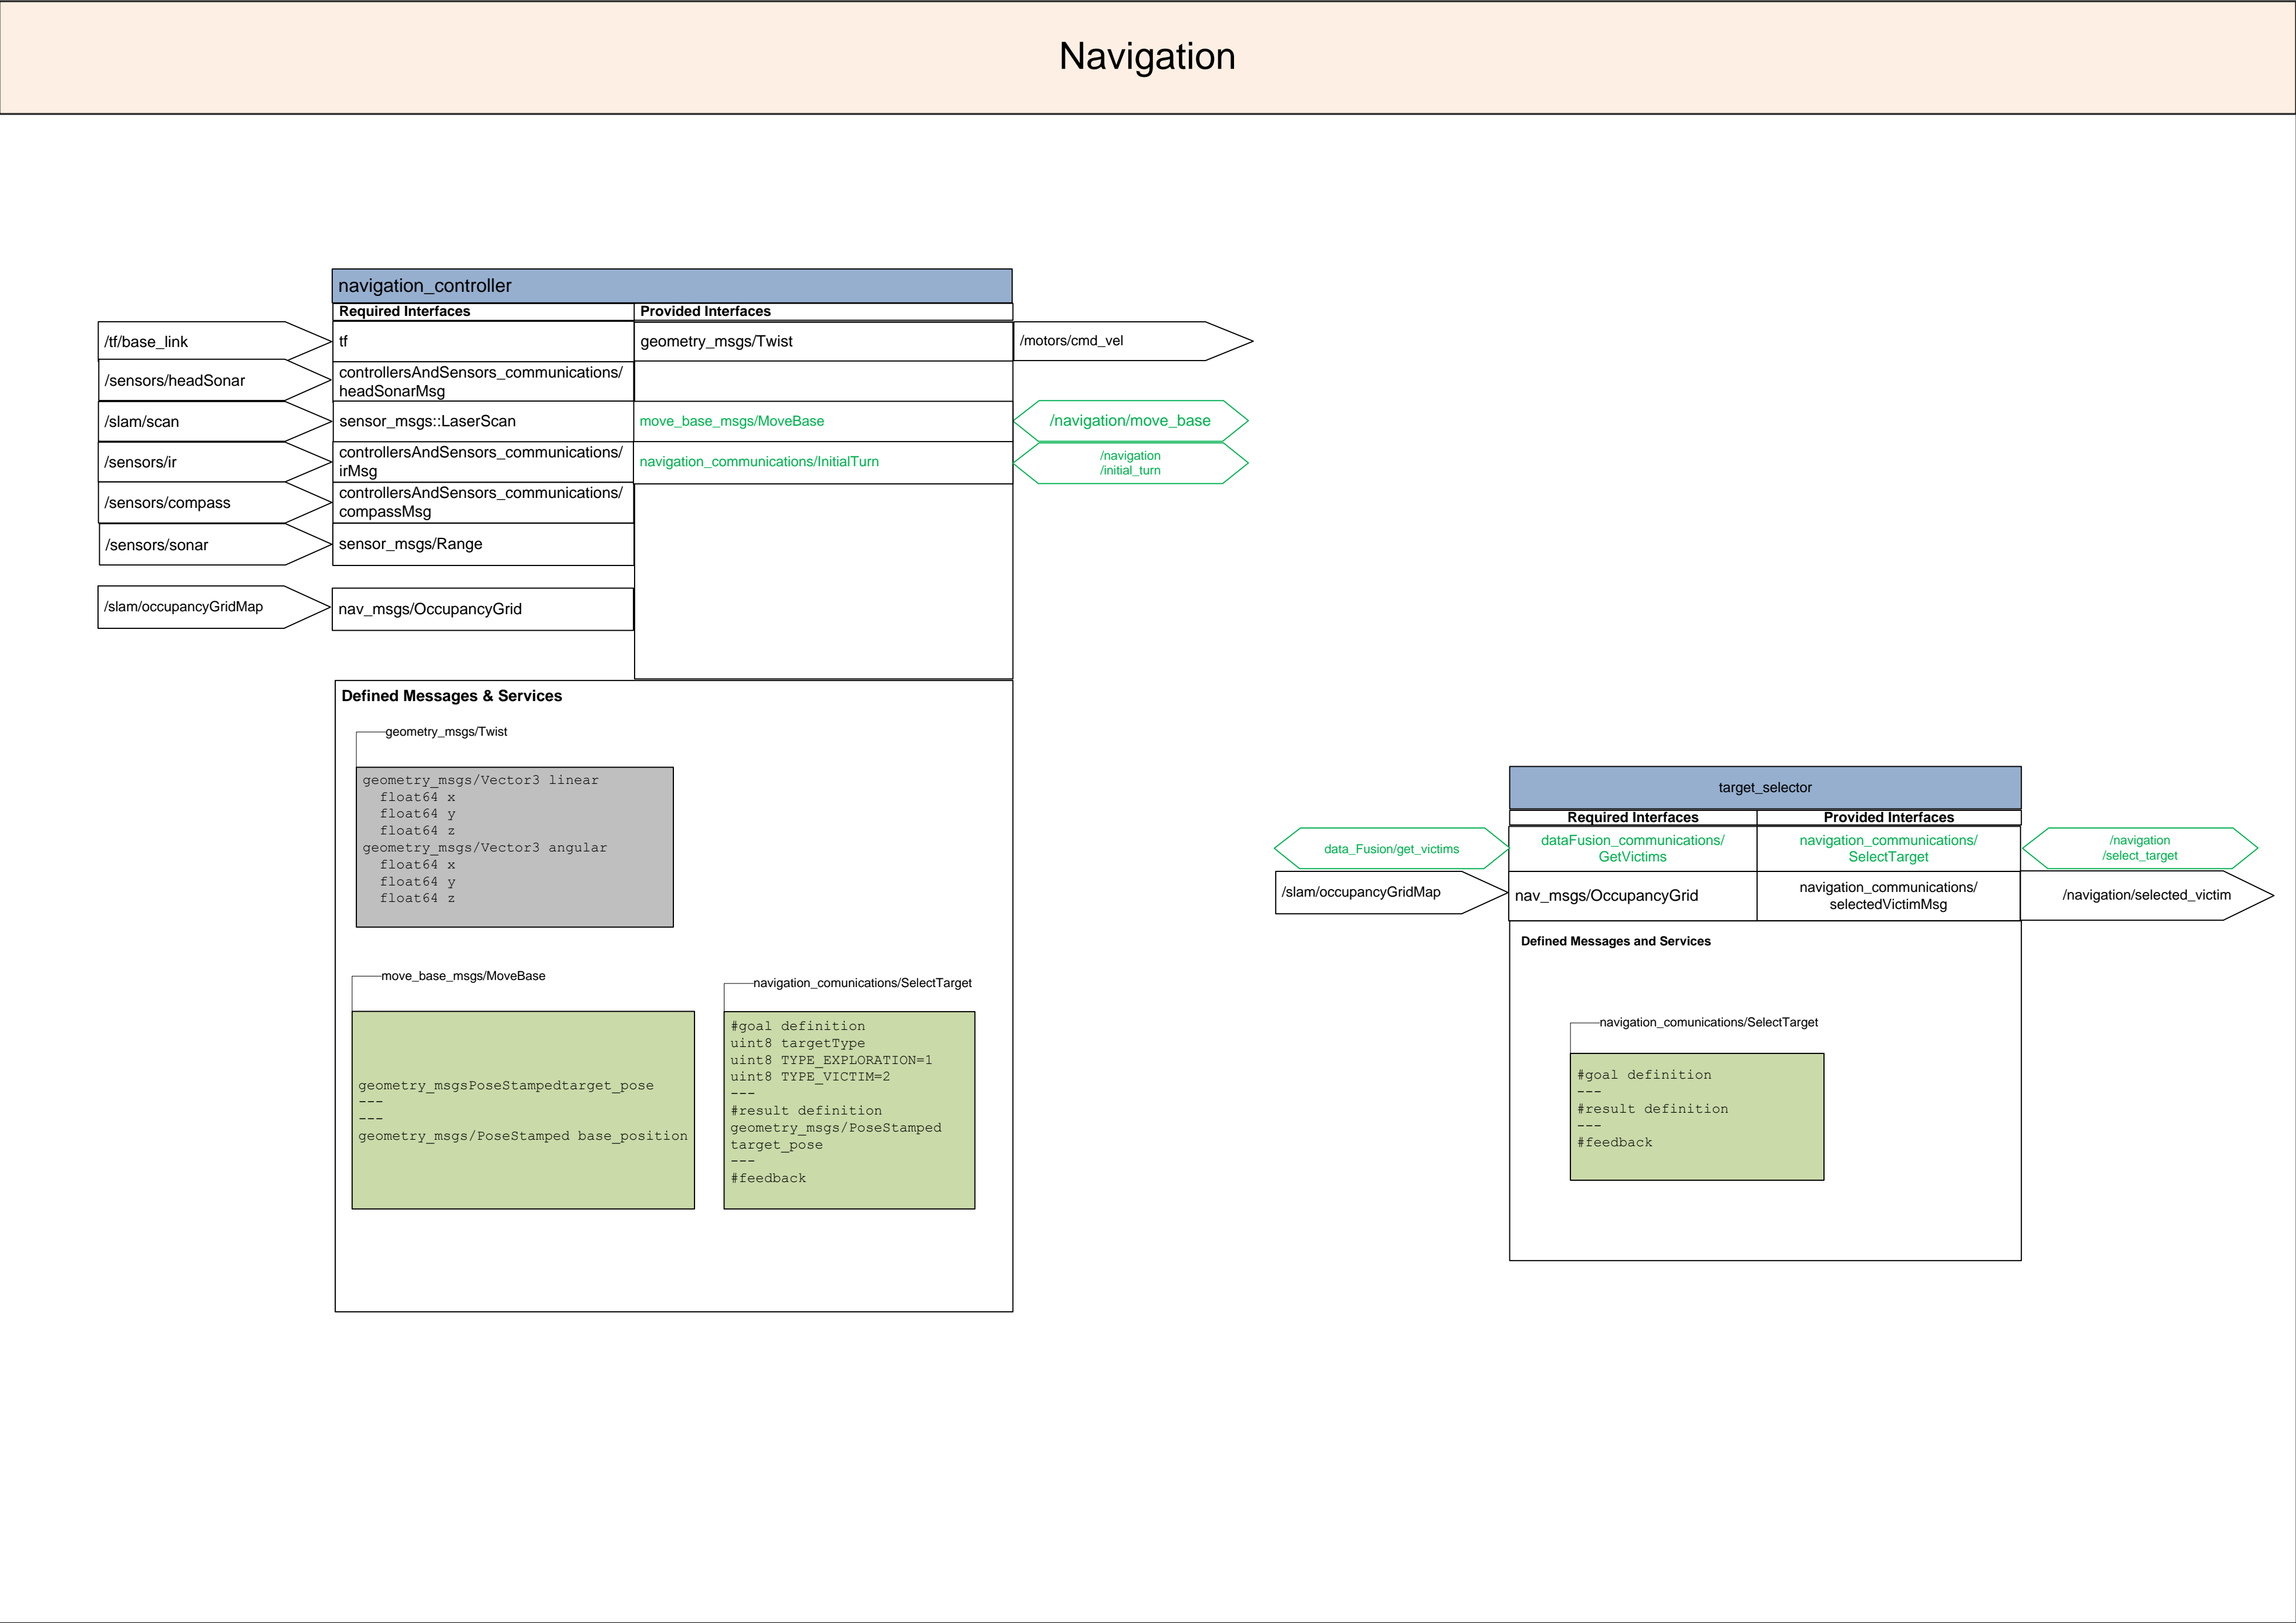 Navigation
navigation_controller
Required Interfaces
Provided Interfaces
/tf/base_link
tf
geometry_msgs/Twist
/motors/cmd_vel
/sensors/headSonar
controllersAndSensors_communications/
headSonarMsg
/slam/scan
sensor_msgs::LaserScan
move_base_msgs/MoveBase
/navigation/move_base
/sensors/ir
controllersAndSensors_communications/
irMsg
navigation_communications/InitialTurn
/navigation
/initial_turn
/sensors/compass
controllersAndSensors_communications/
compassMsg
/sensors/sonar
sensor_msgs/Range
/slam/occupancyGridMap
nav_msgs/OccupancyGrid
Defined Messages & Services
geometry_msgs/Twist
geometry_msgs/Vector3 linear
float64 x
float64 y
float64 z
geometry_msgs/Vector3 angular
float64 x
float64 y
float64 z
move_base_msgs/MoveBase
geometry_msgsPoseStampedtarget_pose
---
---
geometry_msgs/PoseStamped base_position
navigation_comunications/SelectTarget
#goal definition
uint8 targetType
uint8 TYPE_EXPLORATION=1
uint8 TYPE_VICTIM=2
---
#result definition
geometry_msgs/PoseStamped
target_pose
---
#feedback
target_selector
Required Interfaces
Provided Interfaces
data_Fusion/get_victims
dataFusion_communications/
GetVictims
navigation_communications/
SelectTarget
/navigation
/select_target
/slam/occupancyGridMap
nav_msgs/OccupancyGrid
navigation_communications/
selectedVictimMsg
/navigation/selected_victim
Defined Messages and Services
navigation_comunications/SelectTarget
#goal definition
---
#result definition
---
#feedback